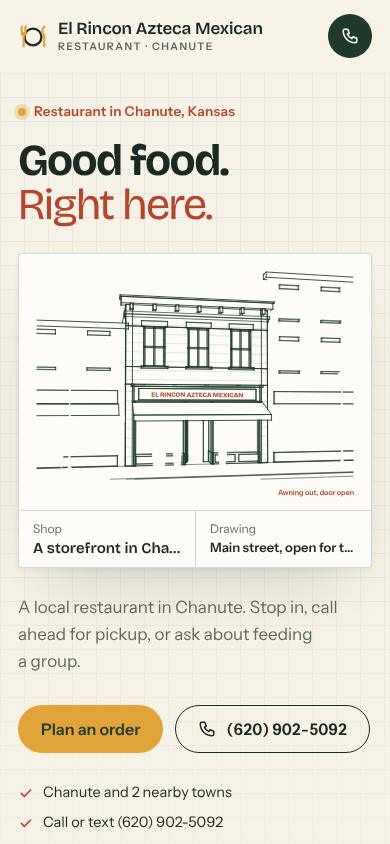 El Rincon Azteca Mexican
RESTAURANT · CHANUTE
Restaurant in Chanute, Kansas
Good food.
Right here.
EL RINCON AZTECA MEXICAN
Awning out, door open
Shop
A storefront in Cha...
Drawing
Main street, open for t...
A local restaurant in Chanute. Stop in, call
ahead for pickup, or ask about feeding
a group.
Plan an order
(620) 902-5092
Chanute and 2 nearby towns
Call or text (620) 902-5092